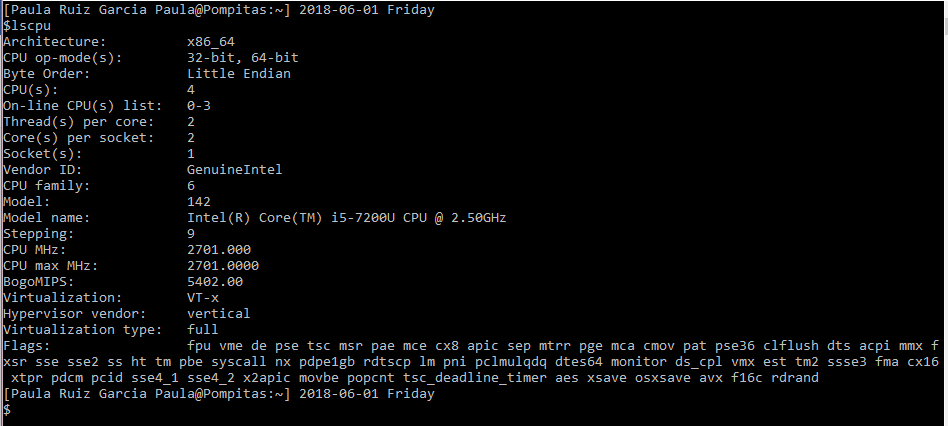 [Paula Ruiz Garcia Paula@Pompitas:~] 2018-06-01 Friday
$lscpu
Architecture:          x86_64
CPU op-mode(s):        32-bit, 64-bit
Byte Order:            Little Endian
CPU(s):                4
On-line CPU(s) list:   0-3
Thread(s) per core:    2
Core(s) per socket:    2
Socket(s):             1
Vendor ID:             GenuineIntel
CPU family:            6
Model:                 142
Model name:            Intel(R) Core(TM) i5-7200U CPU @ 2.50GHz
Stepping:              9
CPU MHz:               2701.000
CPU max MHz:           2701.0000
BogoMIPS:              5402.00
Virtualization:        VT-x
Hypervisor vendor:     vertical
Virtualization type:   full
Flags:                 fpu vme de pse tsc msr pae mce cx8 apic sep mtrr pge mca cmov pat pse36 clflush dts acpi mmx f
xsr sse sse2 ss ht tm pbe syscall nx pdpe1gb rdtscp lm pni pclmulqdq dtes64 monitor ds_cpl vmx est tm2 ssse3 fma cx16
 xtpr pdcm pcid sse4_1 sse4_2 x2apic movbe popcnt tsc_deadline_timer aes xsave osxsave avx f16c rdrand
[Paula Ruiz Garcia Paula@Pompitas:~] 2018-06-01 Friday
$